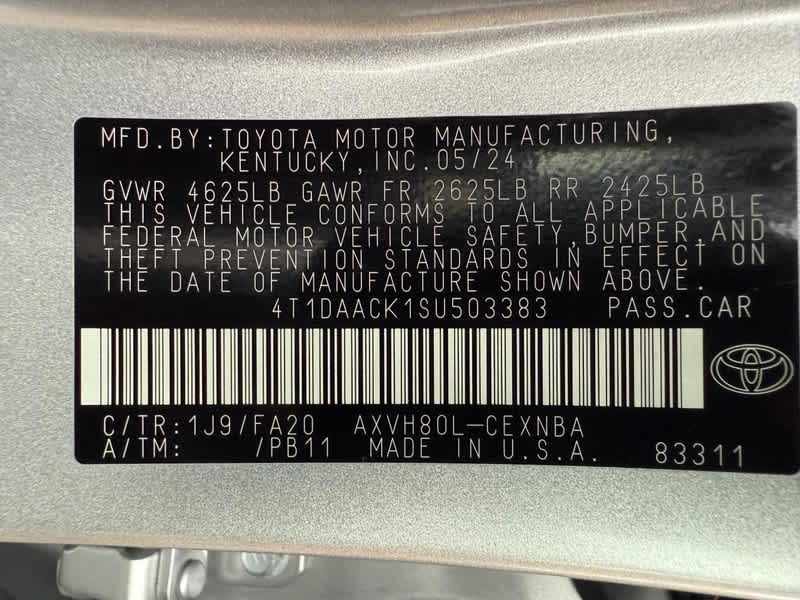 MFD.BY:TOYOTA MOTOR MANUFACTURING,
KENTUCKY,INC.05/24
GVWR 4625LB GAWR FR 2625LB RR 2425LB
THIS VEHICLE CONFORMS TO ALL APPLICABLE
FEDERAL MOTOR VEHICLE SAFETY,BUMPER,AND
THEFT PREVENTION STANDARDS IN EFFECT ON
THE DATE OF MANUFACTURE SHOWN ABOVE.
4T1DAACK1SU503383 PASS.CAR
C/TR:1J9/FA20 AXVH80L-CEXNBA
A/TM: /PB11 MADE IN U.S.A. 83311